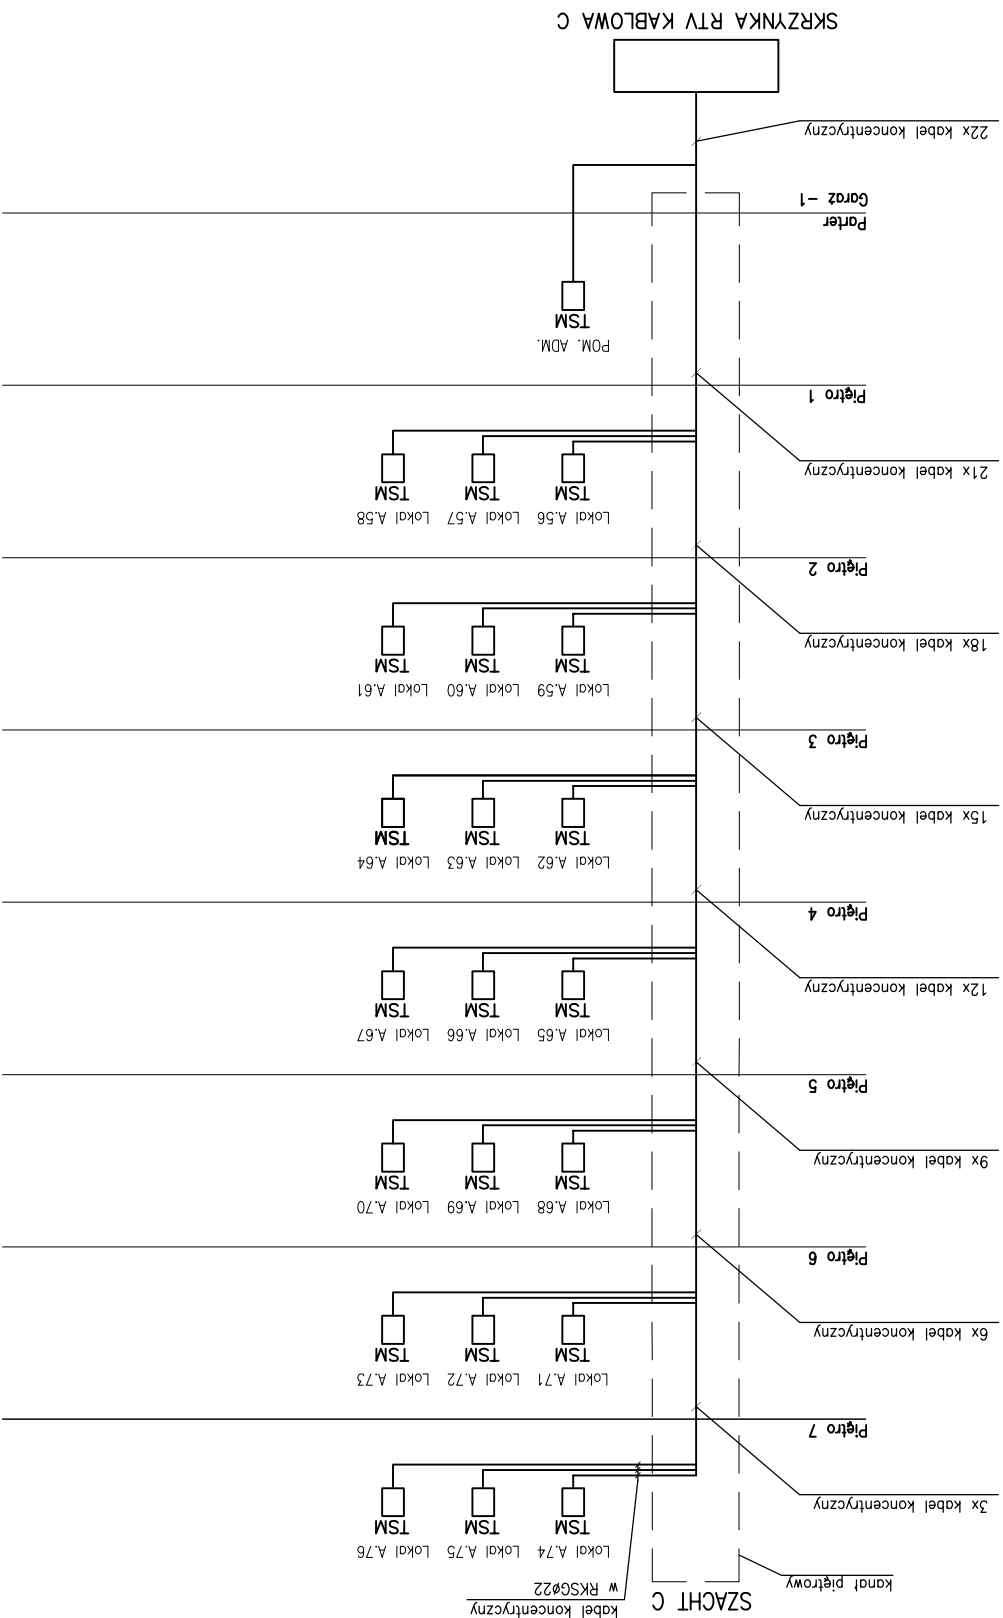 kabel koncentryczny
w RKSGø22
SZACHT C
kanał piętrowy
Lokal A.74 Lokal A.75 Lokal A.76
TSM TSM TSM
3x kabel koncentryczny
Piętro 7
Lokal A.71 Lokal A.72 Lokal A.73
TSM TSM TSM
6x kabel koncentryczny
Piętro 6
Lokal A.68 Lokal A.69 Lokal A.70
TSM TSM TSM
9x kabel koncentryczny
Piętro 5
Lokal A.65 Lokal A.66 Lokal A.67
TSM TSM TSM
12x kabel koncentryczny
Piętro 4
Lokal A.62 Lokal A.63 Lokal A.64
TSM TSM TSM
15x kabel koncentryczny
Piętro 3
Lokal A.59 Lokal A.60 Lokal A.61
TSM TSM TSM
18x kabel koncentryczny
Piętro 2
Lokal A.56 Lokal A.57 Lokal A.58
TSM TSM TSM
21x kabel koncentryczny
Piętro 1
POM. ADM.
TSM
Parter
Garaż -1
22x kabel koncentryczny
SKRZYNKA RTV KABLOWA C